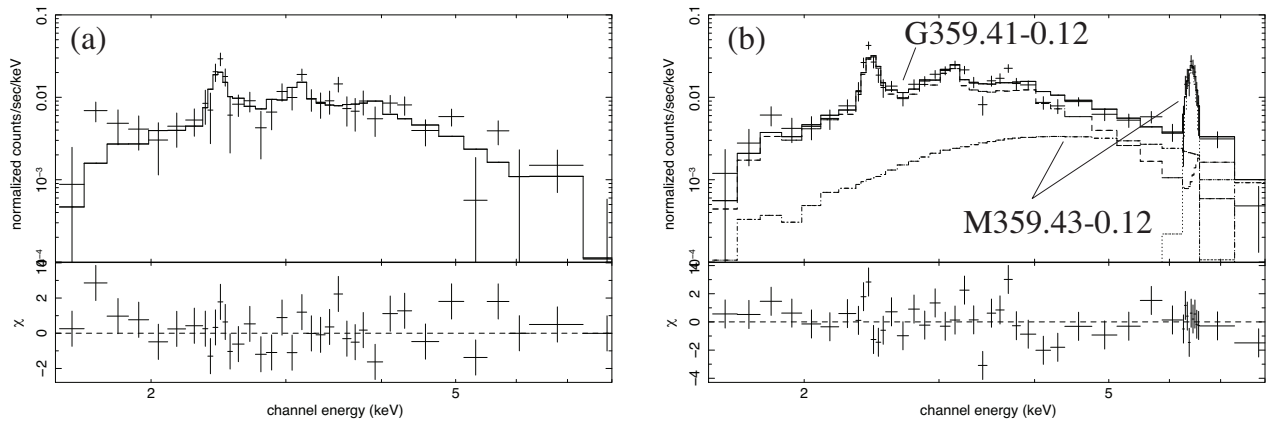 (a)
0.1
0.01
10⁻³
10⁻⁴
normalized counts/sec/keV
2
0
−2
χ
2
5
channel energy (keV)
(b)
G359.41-0.12
M359.43-0.12
0.1
0.01
10⁻³
10⁻⁴
normalized counts/sec/keV
2
0
−2
−4
χ
2
5
channel energy (keV)